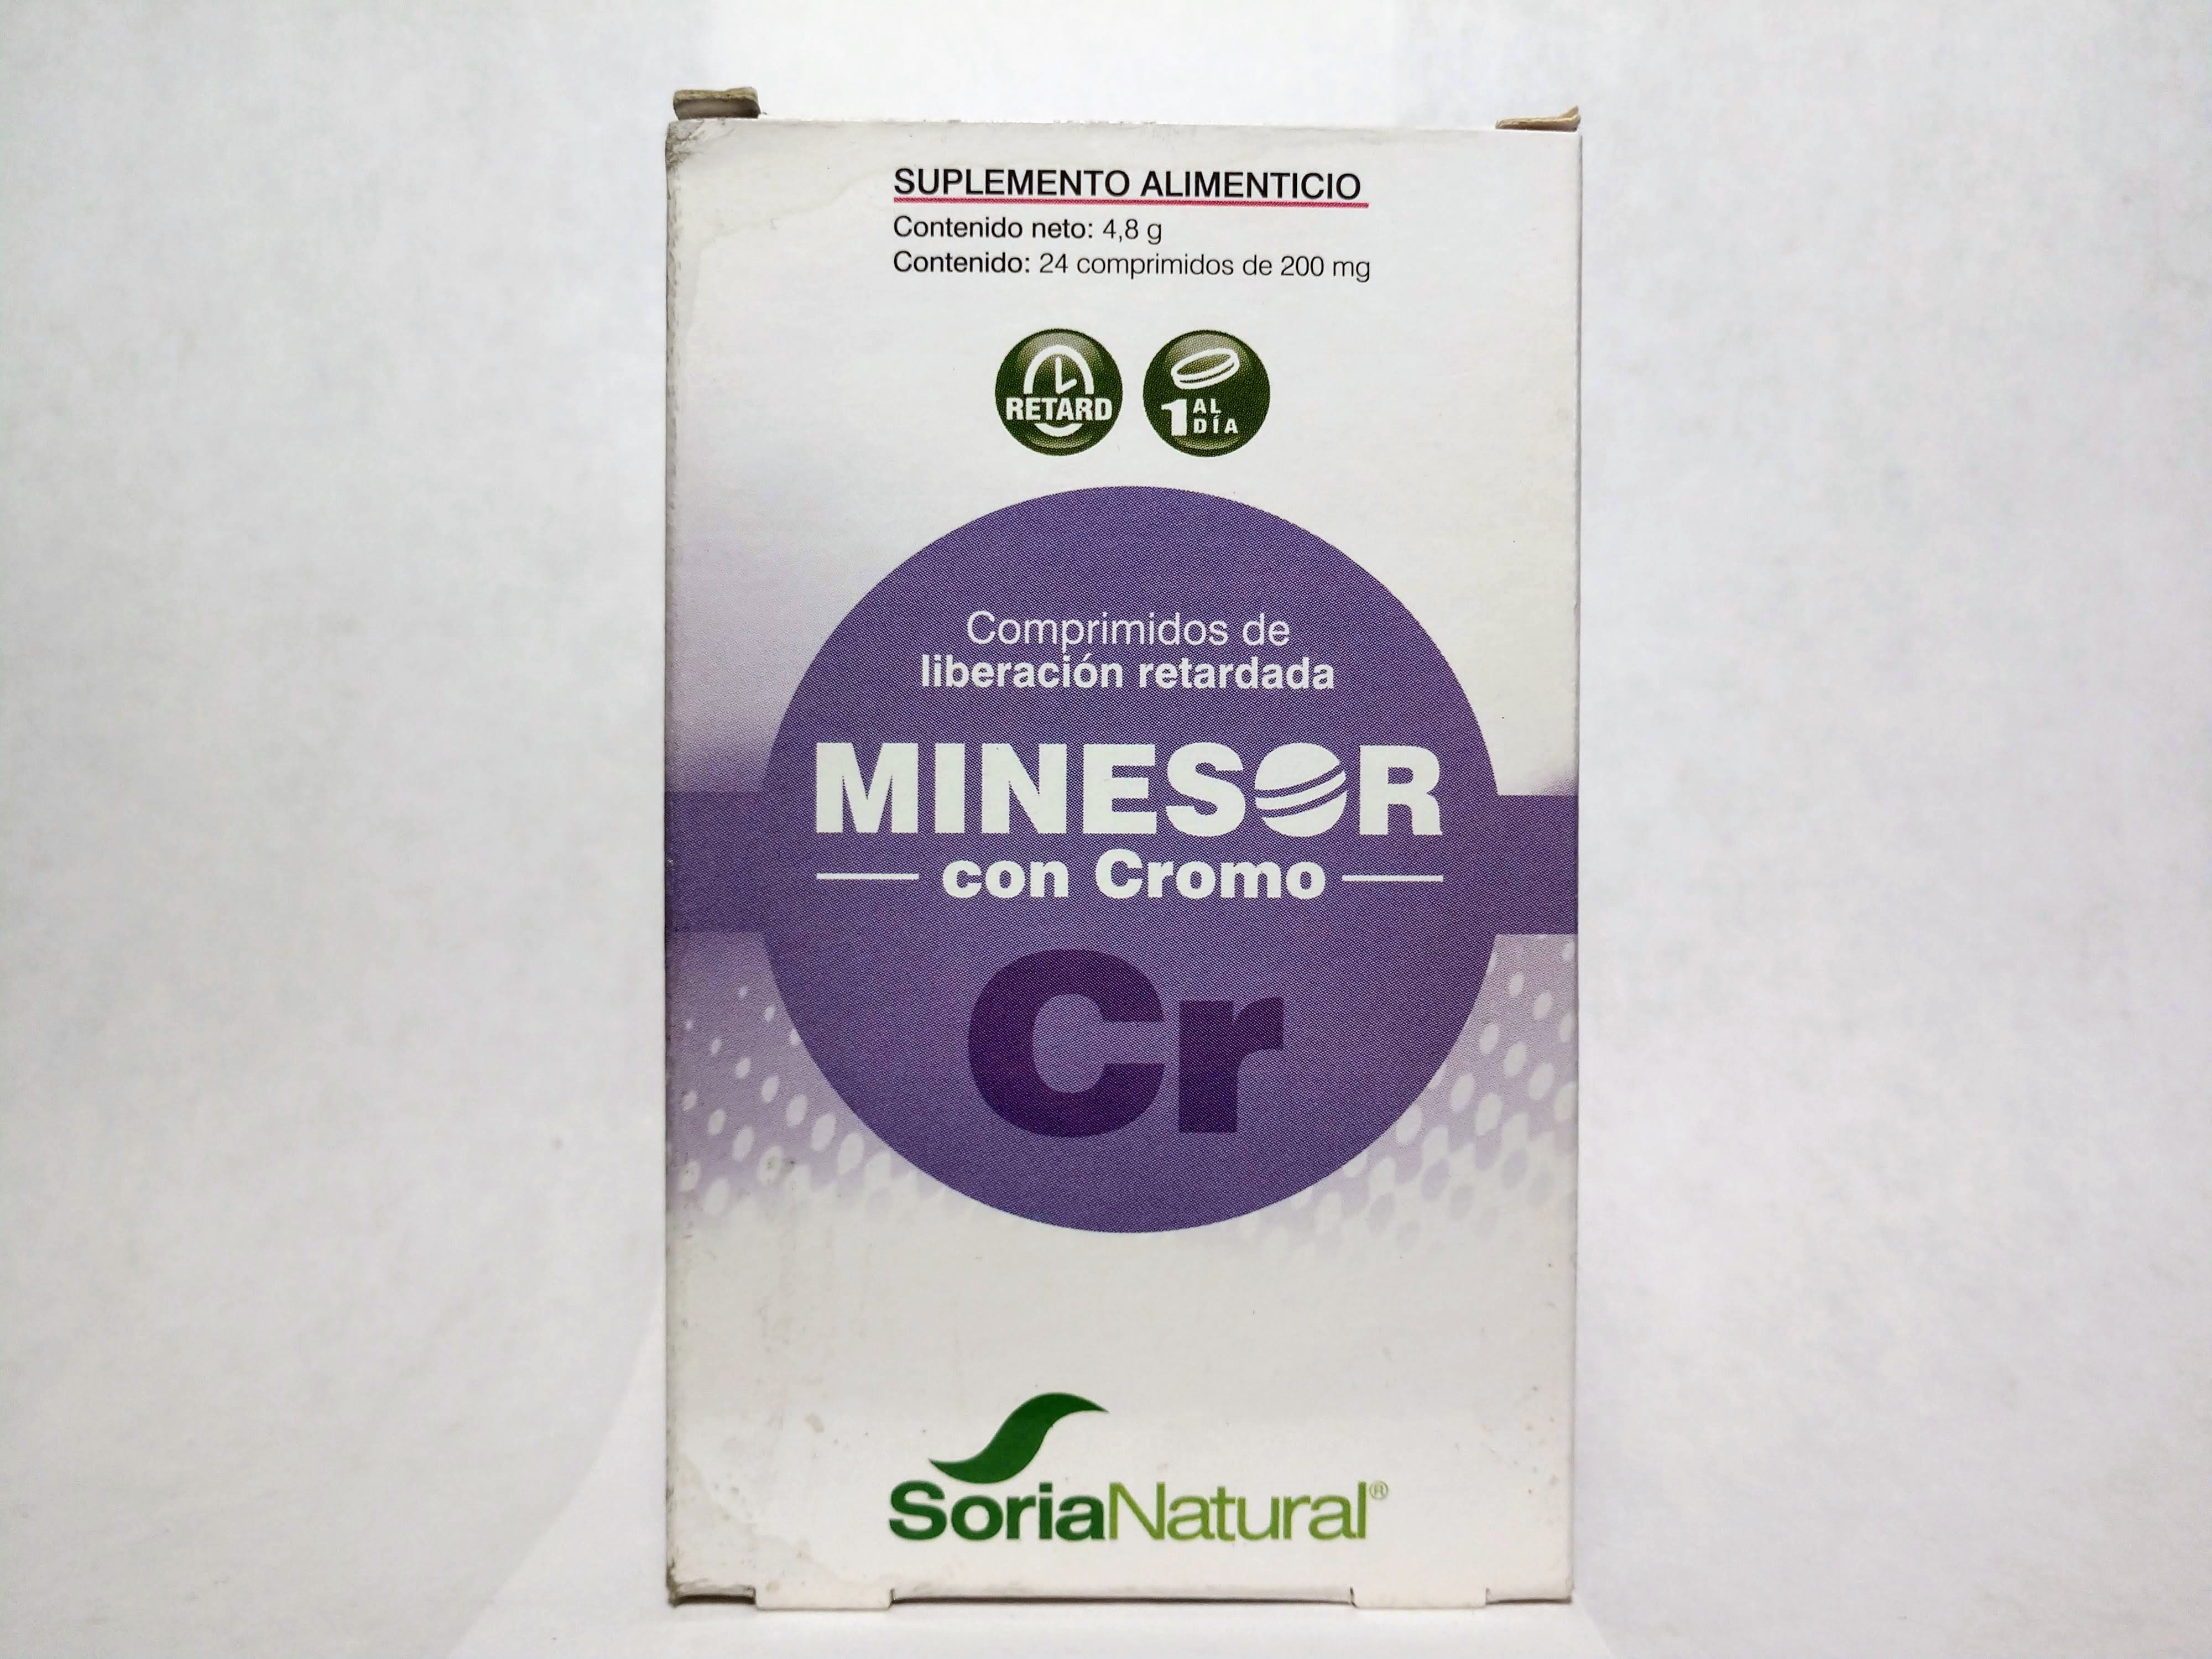 SUPLEMENTO ALIMENTICIO
Contenido neto: 4,8 g
Contenido: 24 comprimidos de 200 mg
RETARD
1 AL DÍA
Comprimidos de
liberación retardada
MINESOR
con Cromo
Cr
SoriaNatural®